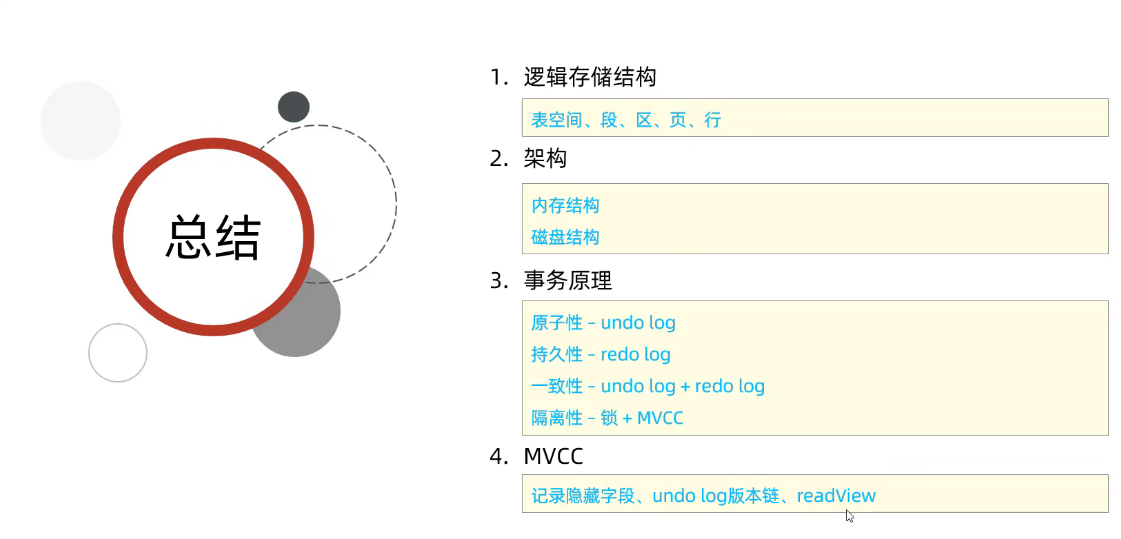 总结
1. 逻辑存储结构
表空间、段、区、页、行
2. 架构
内存结构
磁盘结构
3. 事务原理
原子性 - undo log
持久性 - redo log
一致性 - undo log + redo log
隔离性 - 锁 + MVCC
4. MVCC
记录隐藏字段、undo log版本链、readView